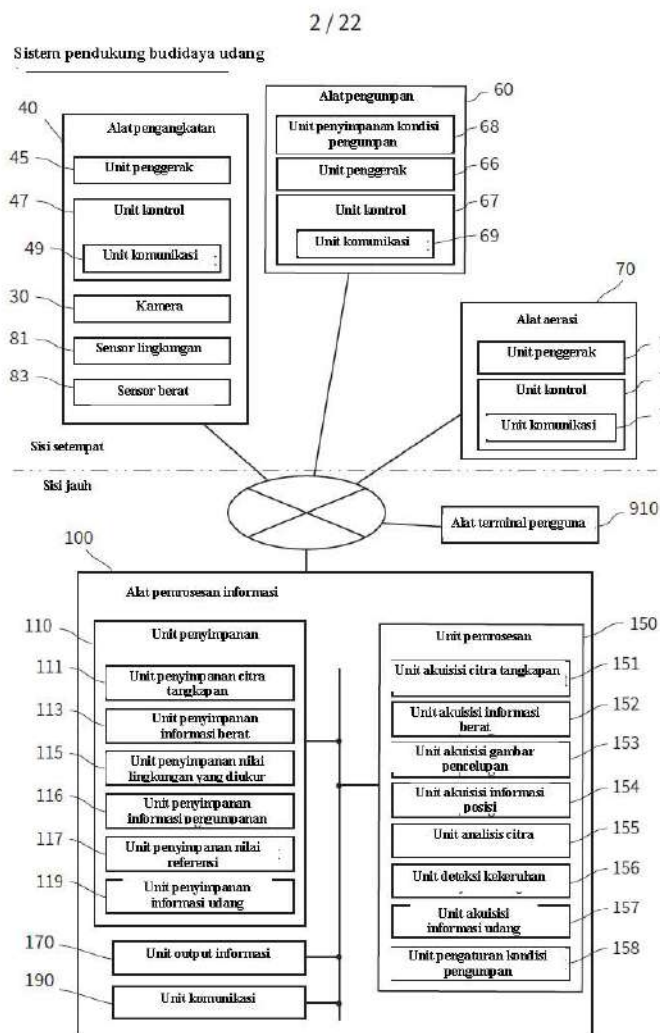 2 / 22
Sistem pendukung budidaya udang
40
Alat pengangkatan
45
Unit penggerak
47
Unit kontrol
49
Unit komunikasi
30
Kamera
81
Sensor lingkungan
83
Sensor berat
60
Alat pengumpan
Unit penyimpanan kondisi
pengumpan
68
Unit penggerak
66
Unit kontrol
67
Unit komunikasi
69
70
Alat aerasi
Unit penggerak
Unit kontrol
Unit komunikasi
Sisi setempat
Sisi jauh
Alat terminal pengguna
910
100
Alat pemrosesan informasi
110
Unit penyimpanan
111
Unit penyimpanan citra
tangkapan
113
Unit penyimpanan
informasi berat
115
Unit penyimpanan nilai
lingkungan yang diukur
116
Unit penyimpanan
informasi pengumpanan
117
Unit penyimpanan nilai
referensi
119
Unit penyimpanan
informasi udang
170
Unit output informasi
190
Unit komunikasi
150
Unit pemrosesan
Unit akuisisi citra tangkapan
151
Unit akuisisi informasi
berat
152
Unit akuisisi gambar
pencelupan
153
Unit akuisisi informasi
posisi
154
Unit analisis citra
155
Unit deteksi kekeruhan
156
Unit akuisisi
informasi udang
157
Unit pengaturan kondisi
pengumpan
158